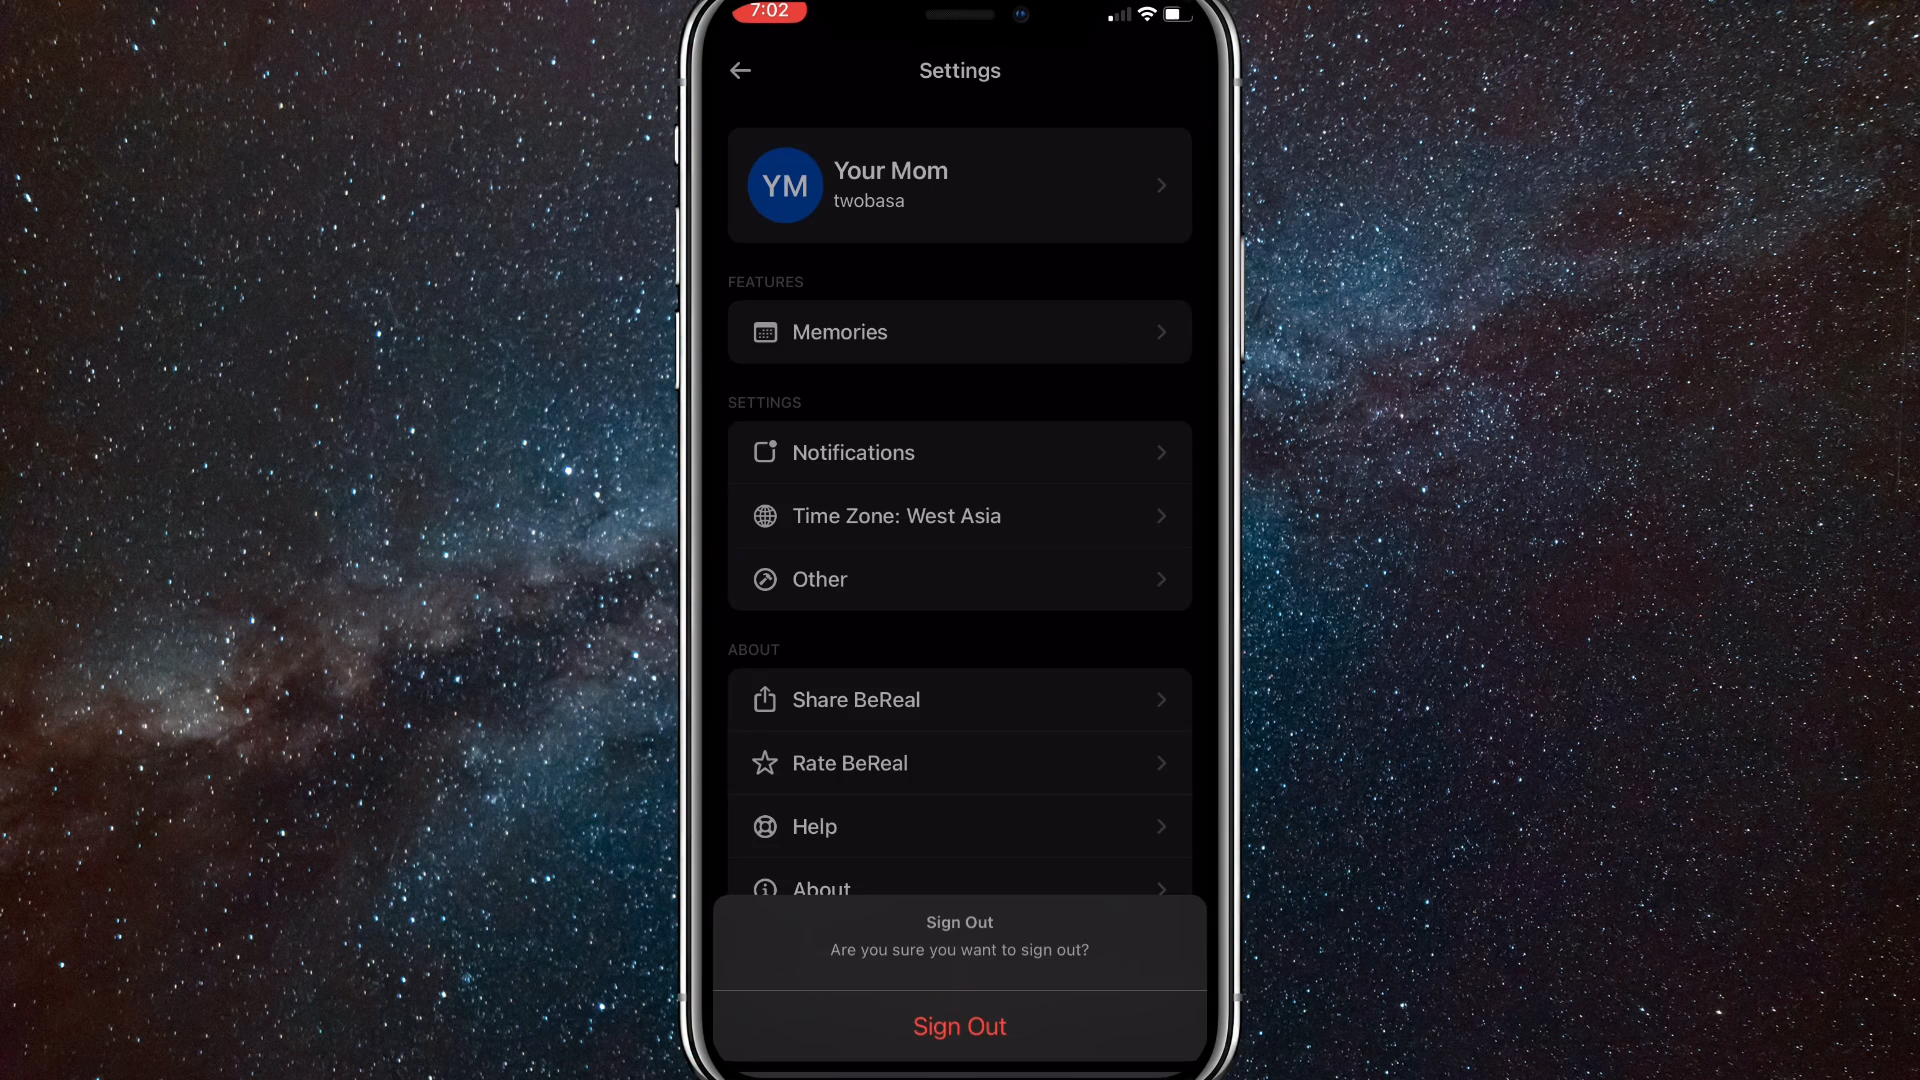 7:02
Settings
YM
Your Mom
twobasa
FEATURES
Memories
SETTINGS
Notifications
Time Zone: West Asia
Other
ABOUT
Share BeReal
Rate BeReal
Help
About
Sign Out
Are you sure you want to sign out?
Sign Out